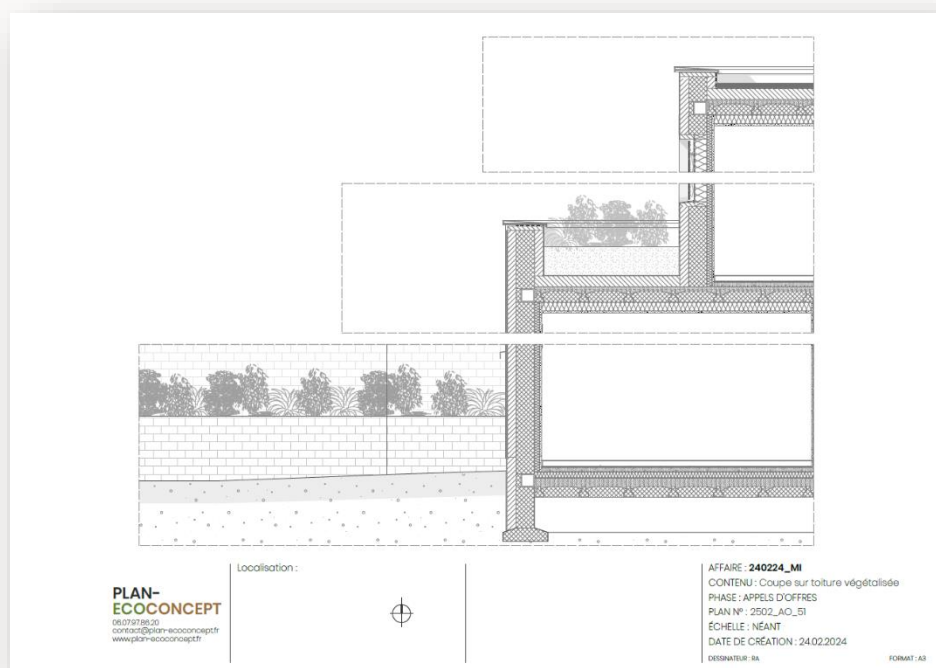 Localisation :
PLAN-
ECOCONCEPT
06.07.97.86.20
contact@plan-ecoconcept.fr
www.plan-ecoconcept.fr
AFFAIRE : 240224_MI
CONTENU : Coupe sur toiture végétalisée
PHASE : APPELS D'OFFRES
PLAN N° : 2502_AO_51
ÉCHELLE : NÉANT
DATE DE CRÉATION : 24.02.2024
DESSINATEUR : RA
FORMAT : A3